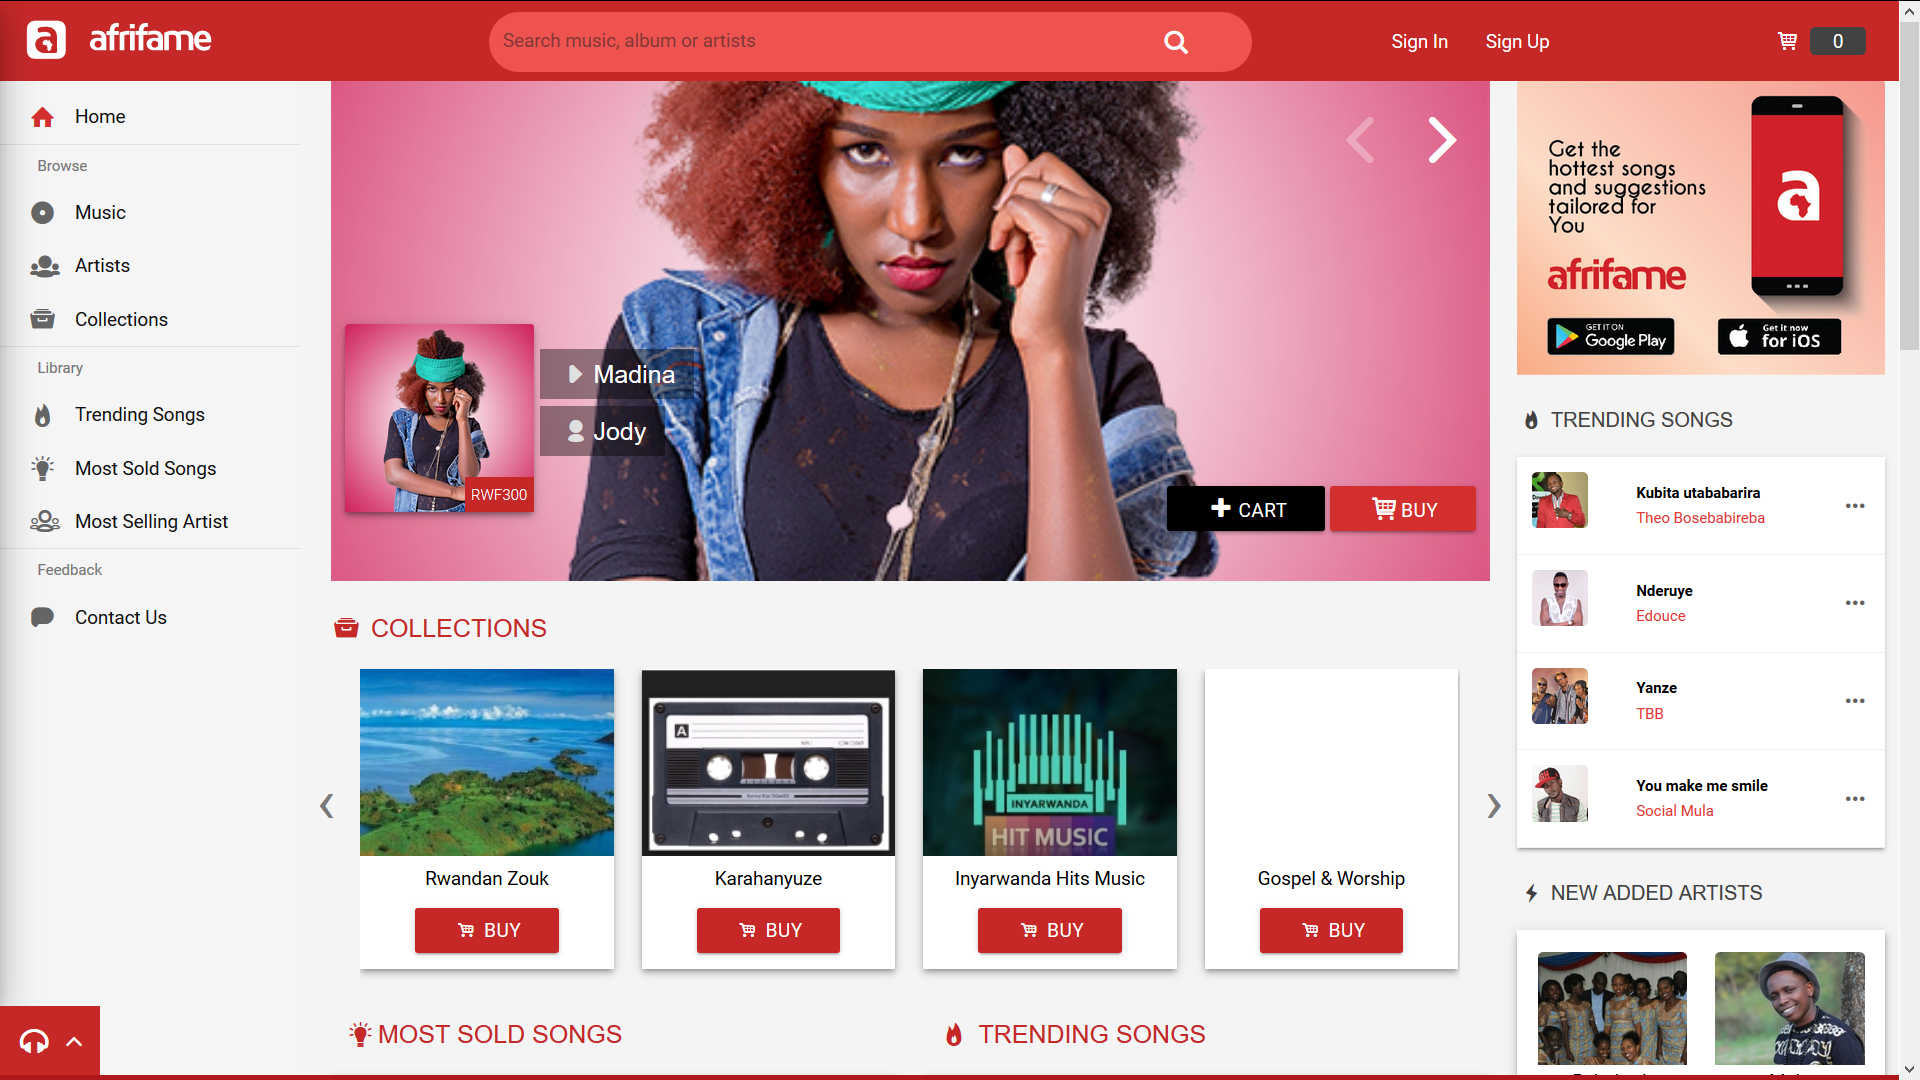 a afrifame
Search music, album or artists
Sign In
Sign Up
0
Home
Browse
Music
Artists
Collections
Library
Trending Songs
Most Sold Songs
Most Selling Artist
Feedback
Contact Us
Madina
Jody
RWF300
CART
BUY
COLLECTIONS
A
INYARWANDA
HIT MUSIC
Rwandan Zouk
Karahanyuze
Inyarwanda Hits Music
Gospel & Worship
BUY
BUY
BUY
BUY
MOST SOLD SONGS
TRENDING SONGS
Get the
hottest songs
and suggestions
tailored for
You
afrifame
a
GET IT ON
Google Play
Get it now
for iOS
TRENDING SONGS
Kubita utababarira
Theo Bosebabireba
Nderuye
Edouce
Yanze
TBB
You make me smile
Social Mula
NEW ADDED ARTISTS